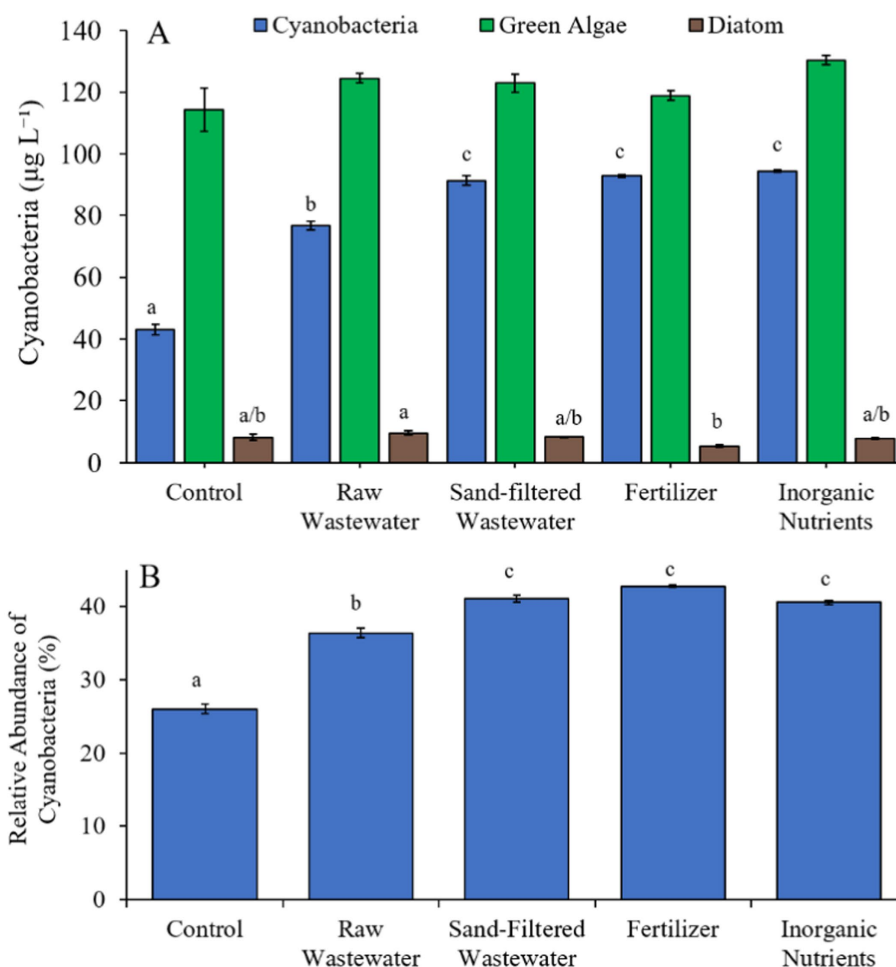 A
Cyanobacteria
Green Algae
Diatom
Cyanobacteria (µg L⁻¹)
140
120
100
80
60
40
20
0
a
a/b
b
a
c
a/b
c
b
c
a/b
Control
Raw
Wastewater
Sand-filtered
Wastewater
Fertilizer
Inorganic
Nutrients
B
Relative Abundance of
Cyanobacteria (%)
40
30
20
10
0
a
b
c
c
c
Control
Raw
Wastewater
Sand-Filtered
Wastewater
Fertilizer
Inorganic
Nutrients